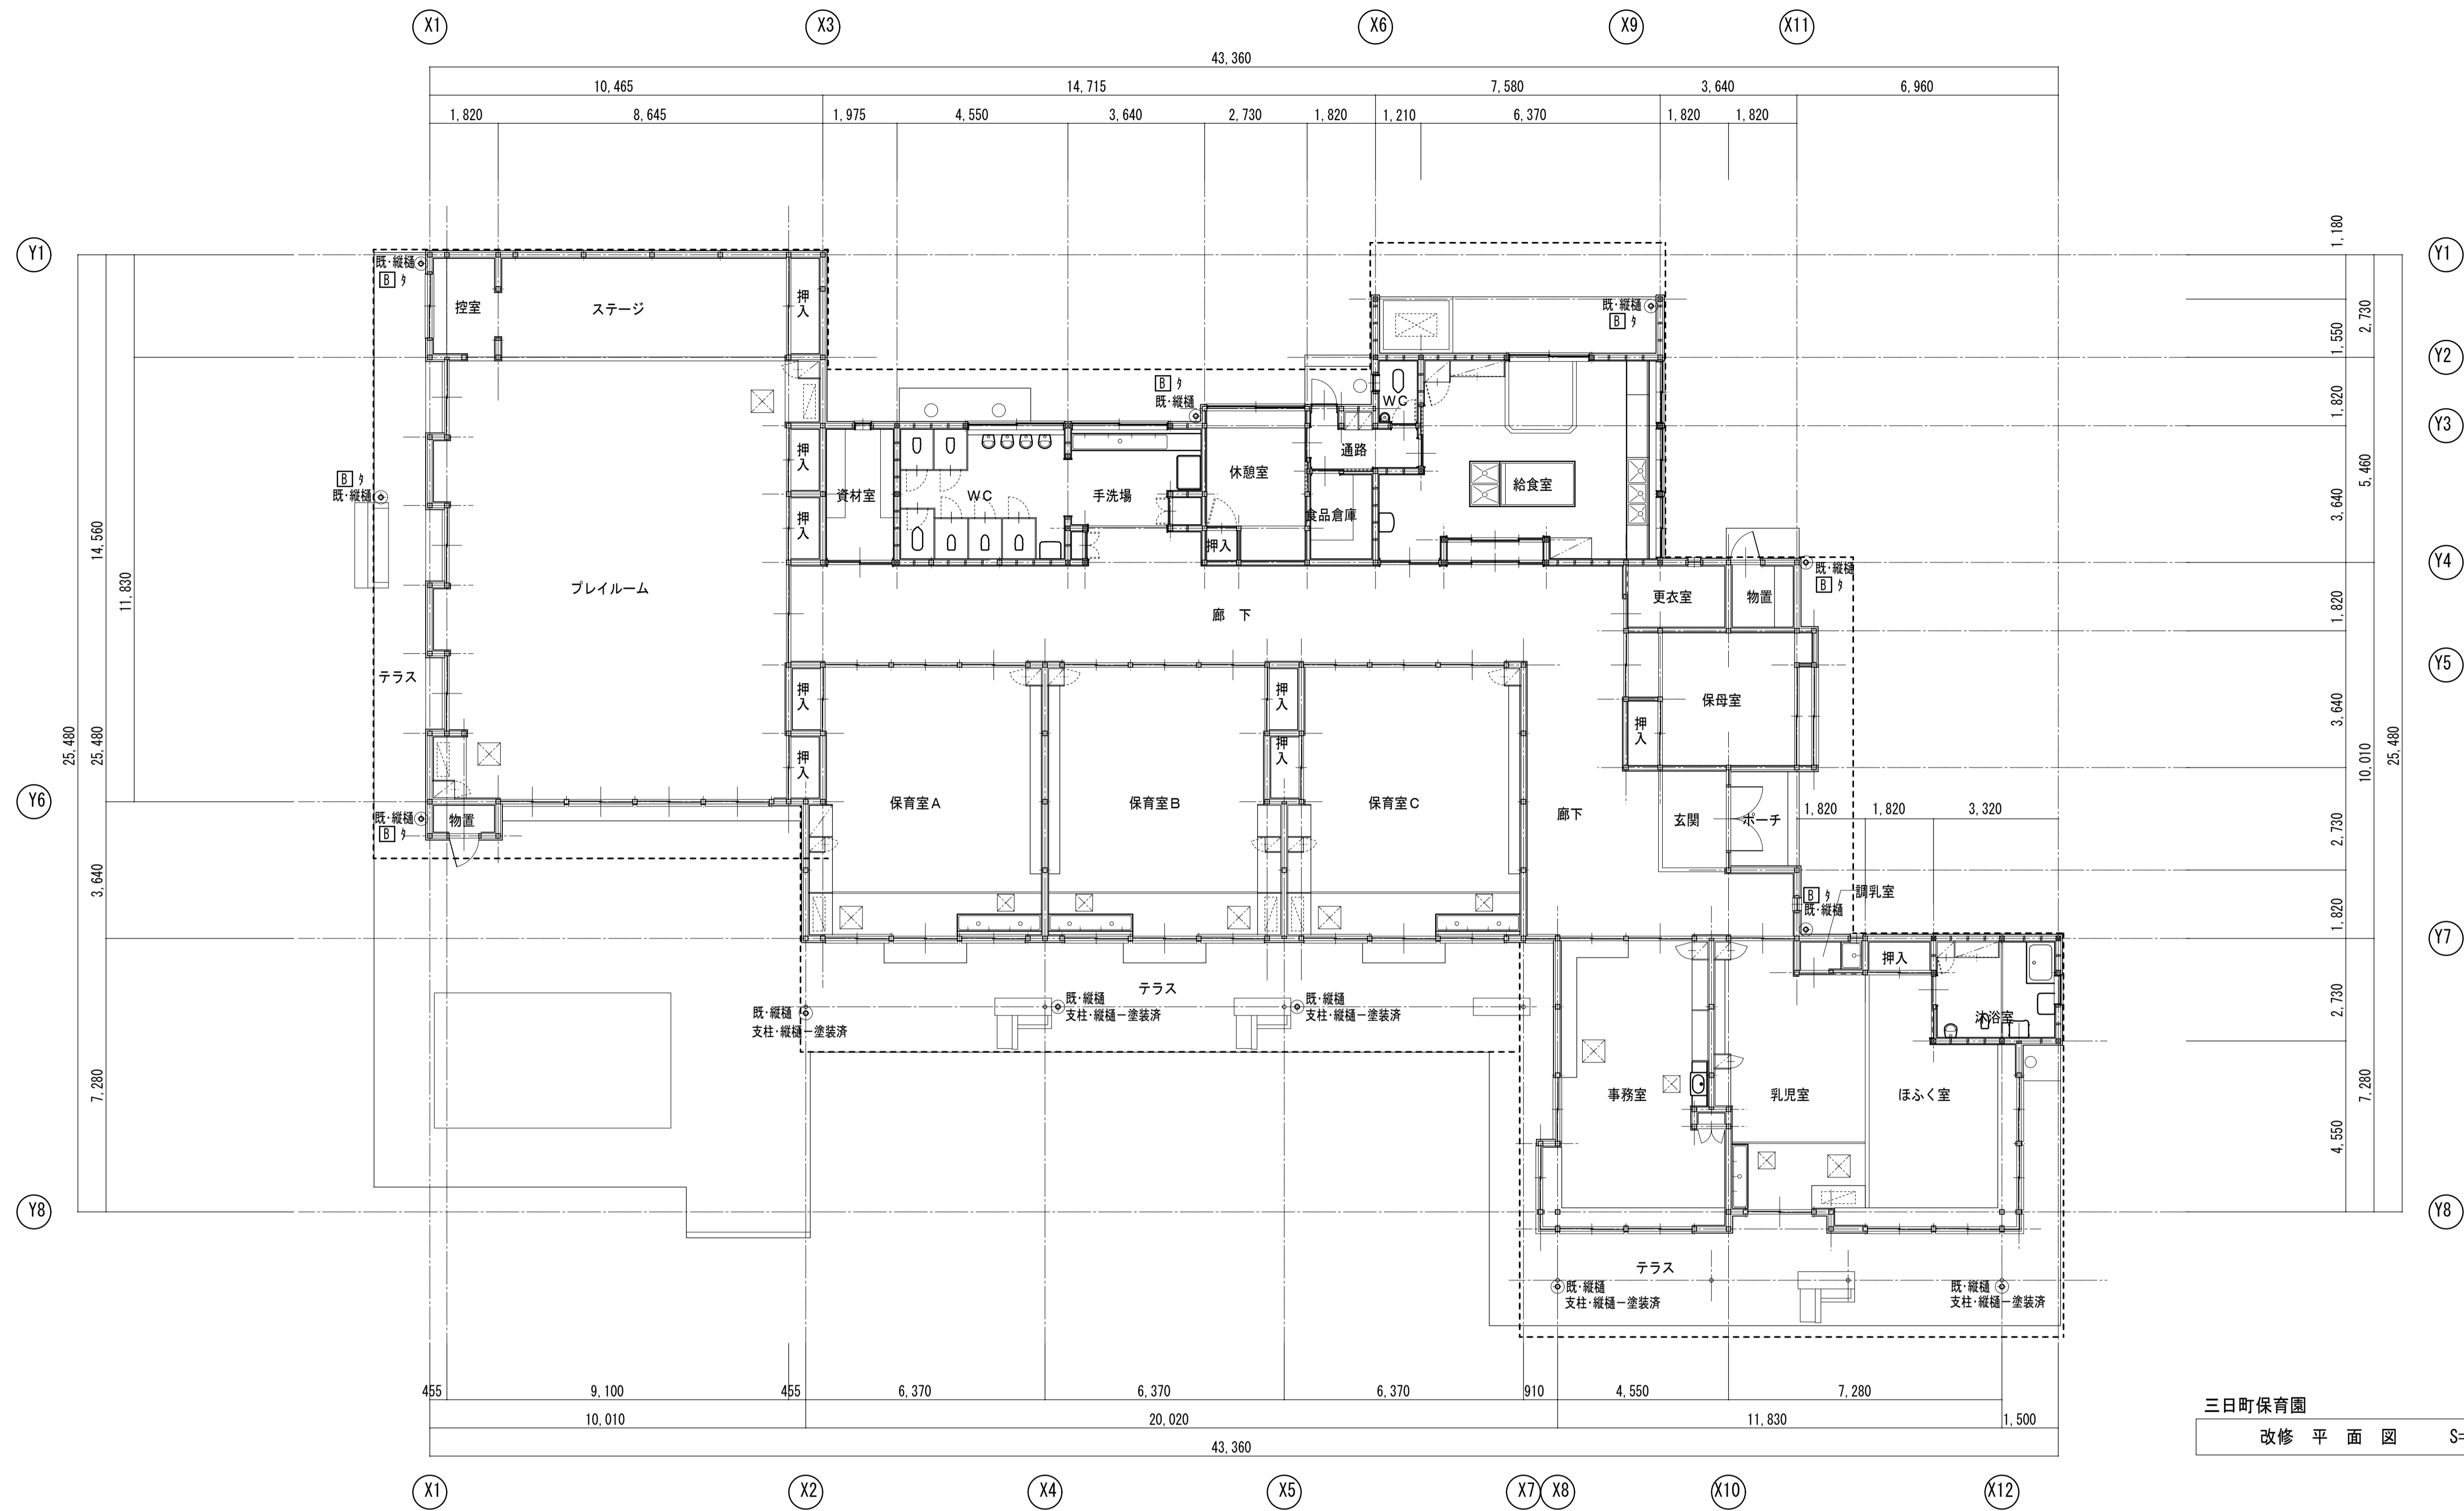 X1 X3 X6 X9 X11
43,360
10,465 14,715 7,580 3,640 6,960
1,820 8,645 1,975 4,550 3,640 2,730 1,820 1,210 6,370 1,820 1,820
Y1
Y6
Y8
25,480
14,560
25,480
3,640
7,280
11,830
Y1
Y2
Y3
Y4
Y5
Y7
Y8
1,180
1,550
1,820
3,640
1,820
3,640
2,730
1,820
2,730
4,550
2,730
5,460
10,010
7,280
25,480
既・縦樋
B タ
控室
ステージ
押入
既・縦樋
B タ
B タ
既・縦樋
WC
通路
押入
B タ
既・縦樋
休憩室
資材室
WC
手洗場
給食室
食品倉庫
押入
押入
既・縦樋
B タ
プレイルーム
廊 下
更衣室
物置
テラス
押入
押入
保母室
押入
押入
押入
保育室A
保育室B
保育室C
廊下
玄関
ポーチ
1,820 1,820 3,320
既・縦樋
B タ
物置
B タ
既・縦樋
調乳室
押入
テラス
既・縦樋
支柱・縦樋ー塗装済
既・縦樋
支柱・縦樋ー塗装済
既・縦樋
支柱・縦樋ー塗装済
沐浴室
事務室
乳児室
ほふく室
テラス
既・縦樋
支柱・縦樋ー塗装済
既・縦樋
支柱・縦樋ー塗装済
455 9,100 455 6,370 6,370 6,370 910 4,550 7,280
10,010 20,020 11,830 1,500
43,360
X1 X2 X4 X5 X7 X8 X10 X12
三日町保育園
改修 平 面 図 S=